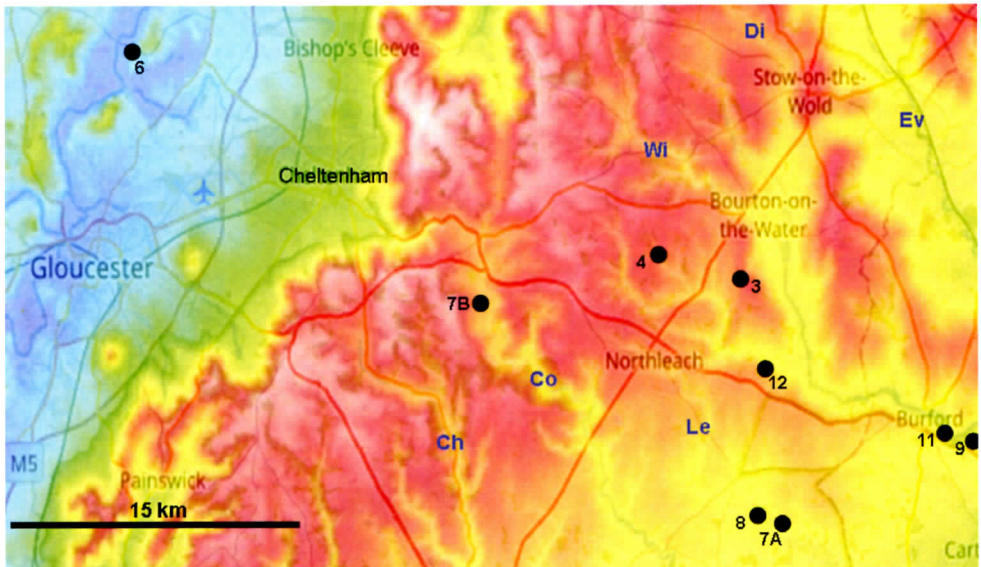 Di
Bishop's Cleeve
6
Stow-on-the-
Wold
Ev
Wi
Cheltenham
Bourton-on-
the-Water
4
Gloucester
3
7B
Northleach
12
Co
Burford
Le
11
9
Ch
M5
Painswick
15 km
8
7A
Cart